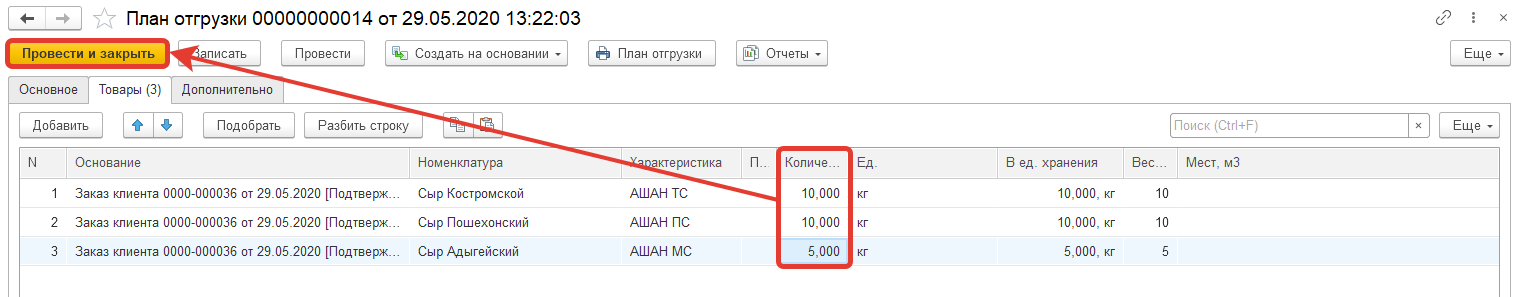 План отгрузки 00000000014 от 29.05.2020 13:22:03
Провести и закрыть Записать Провести Создать на основании План отгрузки Отчеты Еще
Основное Товары (3) Дополнительно
Добавить Подобрать Разбить строку Поиск (Ctrl+F) × Еще
N Основание Номенклатура Характеристика П... Количе... Ед. В ед. хранения Вес... Мест, м3
1 Заказ клиента 0000-000036 от 29.05.2020 [Подтверж... Сыр Костромской АШАН ТС 10,000 кг 10,000, кг 10
2 Заказ клиента 0000-000036 от 29.05.2020 [Подтверж... Сыр Пошехонский АШАН ПС 10,000 кг 10,000, кг 10
3 Заказ клиента 0000-000036 от 29.05.2020 [Подтверж... Сыр Адыгейский АШАН МС 5,000 кг 5,000, кг 5